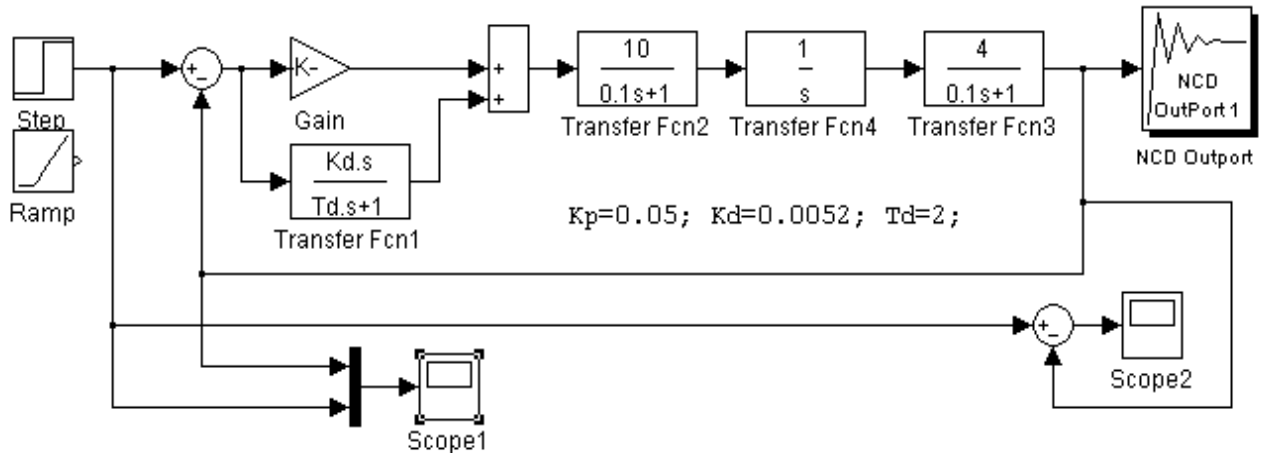 Step
Ramp
+
-
K-
Gain
Kd.s
Td.s+1
Transfer Fcn1
+
+
10
0.1s+1
Transfer Fcn2
1
s
Transfer Fcn4
4
0.1s+1
Transfer Fcn3
NCD
OutPort 1
NCD Outport
Kp=0.05; Kd=0.0052; Td=2;
+
-
Scope2
Scope1